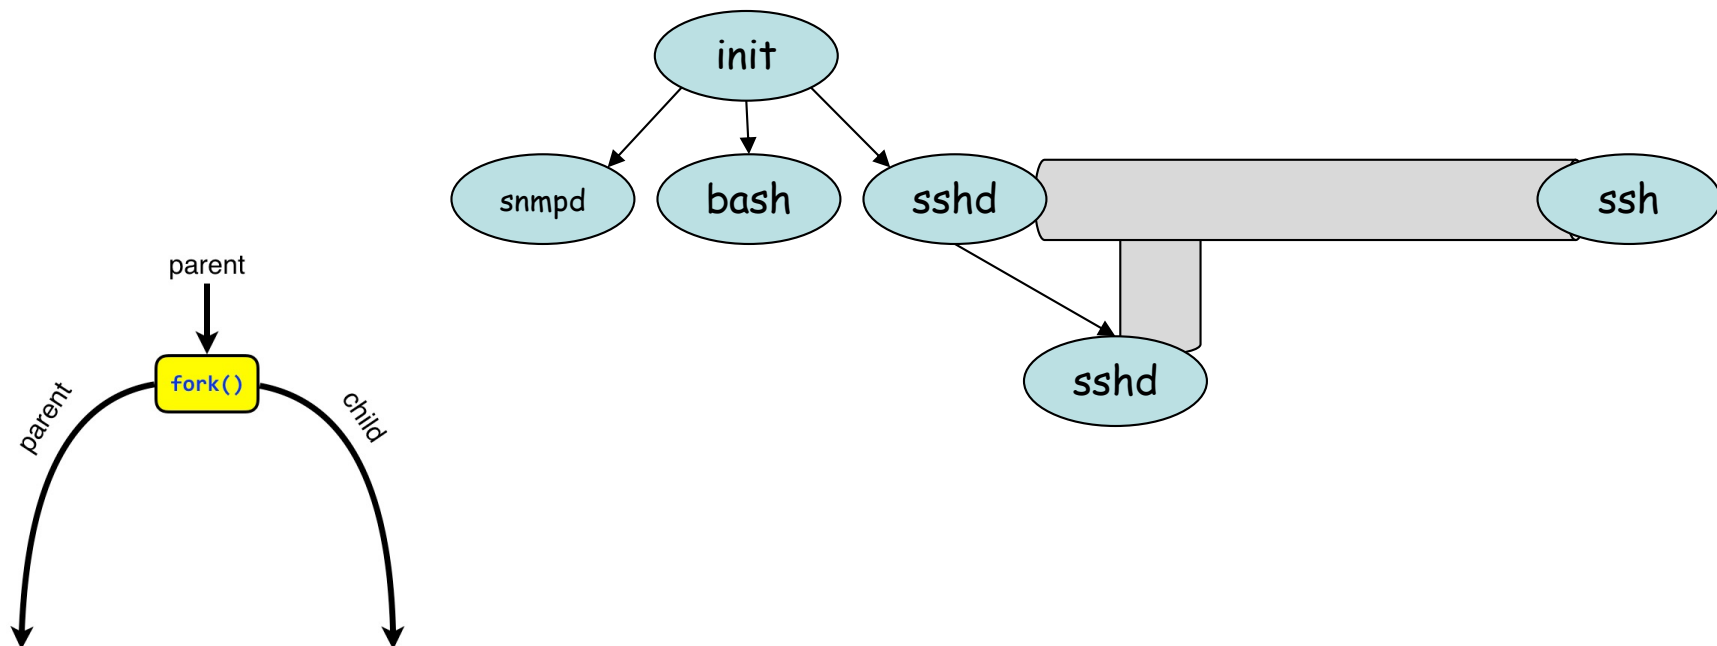 init
snmpd
bash
sshd
ssh
sshd
parent
fork()
parent
child